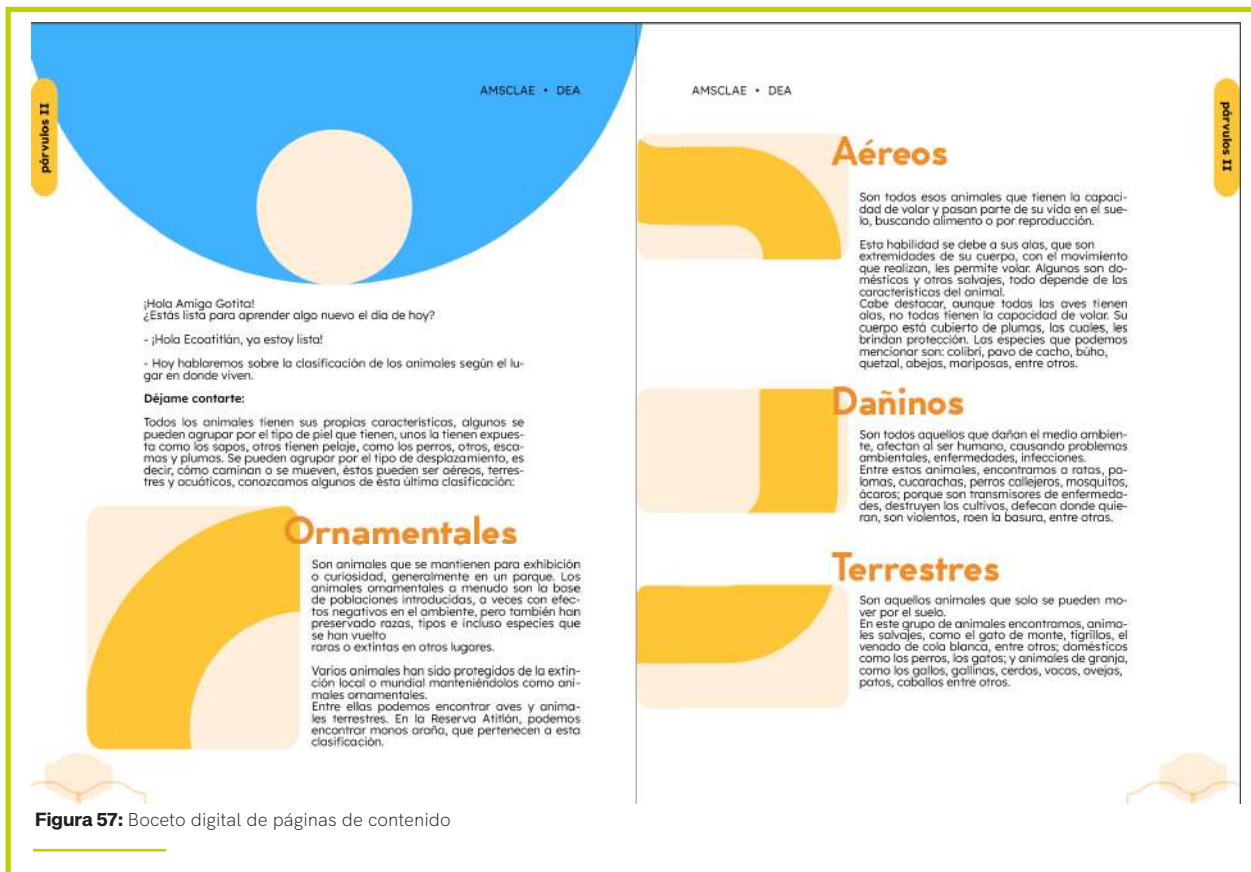 AMSCLAE • DEA
párvulos II
¡Hola Amiga Gotita!
¿Estás lista para aprender algo nuevo el día de hoy?
- ¡Hola Ecoatitlán, ya estoy lista!
- Hoy hablaremos sobre la clasificación de los animales según el lu-
gar en donde viven.
Déjame contarte:
Todos los animales tienen sus propias características, algunos se
pueden agrupar por el tipo de piel que tienen, unos la tienen expues-
ta como los sapos, otros tienen pelaje, como los perros, otros, esca-
mas y plumas. Se pueden agrupar por el tipo de desplazamiento, es
decir, cómo caminan o se mueven, éstos pueden ser aéreos, terres-
tres y acuáticos, conozcamos algunos de ésta última clasificación:
Ornamentales
Son animales que se mantienen para exhibición
o curiosidad, generalmente en un parque. Los
animales ornamentales a menudo son la base
de poblaciones introducidas, a veces con efec-
tos negativos en el ambiente, pero también han
preservado razas, tipos e incluso especies que
se han vuelto
raras o extintas en otros lugares.
Varios animales han sido protegidos de la extin-
ción local o mundial manteniéndolos como ani-
males ornamentales.
Entre ellas podemos encontrar aves y anima-
les terrestres. En la Reserva Atitlán, podemos
encontrar monos araña, que pertenecen a esta
clasificación.
AMSCLAE • DEA
párvulos II
Aéreos
Son todos esos animales que tienen la capaci-
dad de volar y pasan parte de su vida en el sue-
lo, buscando alimento o por reproducción.
Esta habilidad se debe a sus alas, que son
extremidades de su cuerpo, con el movimiento
que realizan, les permite volar. Algunos son do-
mésticos y otros salvajes, todo depende de las
características del animal.
Cabe destacar, aunque todas las aves tienen
alas, no todas tienen la capacidad de volar. Su
cuerpo está cubierto de plumas, las cuales, les
brindan protección. Las especies que podemos
mencionar son: colibrí, pavo de cacho, búho,
quetzal, abejas, mariposas, entre otros.
Dañinos
Son todos aquellos que dañan el medio ambien-
te, afectan al ser humano, causando problemas
ambientales, enfermedades, infecciones.
Entre estos animales, encontramos a ratas, pa-
lomas, cucarachas, perros callejeros, mosquitos,
ácaros; porque son transmisores de enfermeda-
des, destruyen los cultivos, defecan donde quie-
ran, son violentos, roen la basura, entre otras.
Terrestres
Son aquellos animales que solo se pueden mo-
ver por el suelo.
En este grupo de animales encontramos, anima-
les salvajes, como el gato de monte, tigrillos, el
venado de cola blanca, entre otros; domésticos
como los perros, los gatos; y animales de granja,
como los gallos, gallinas, cerdos, vacas, ovejas,
patos, caballos entre otros.
Figura 57: Boceto digital de páginas de contenido